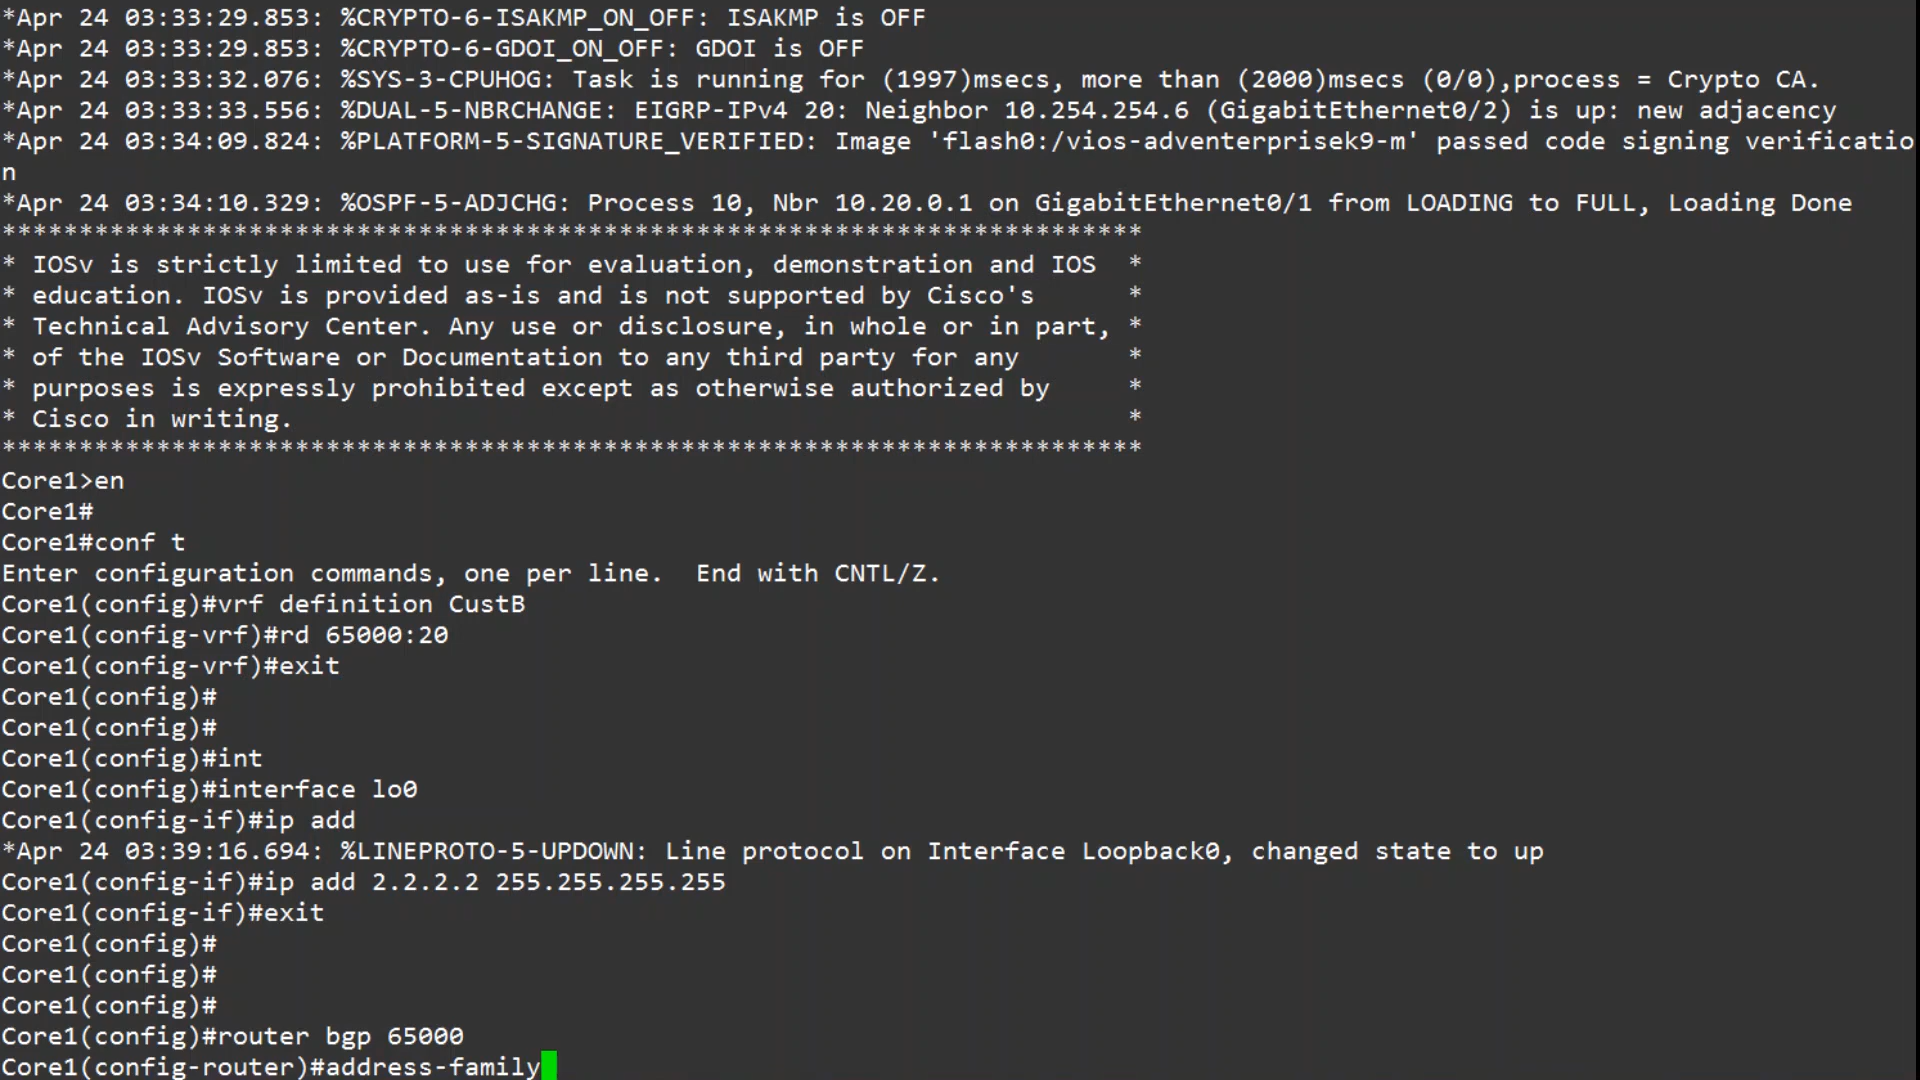 *Apr 24 03:33:29.853: %CRYPTO-6-ISAKMP_ON_OFF: ISAKMP is OFF
*Apr 24 03:33:29.853: %CRYPTO-6-GDOI_ON_OFF: GDOI is OFF
*Apr 24 03:33:32.076: %SYS-3-CPUHOG: Task is running for (1997)msecs, more than (2000)msecs (0/0),process = Crypto CA.
*Apr 24 03:33:33.556: %DUAL-5-NBRCHANGE: EIGRP-IPv4 20: Neighbor 10.254.254.6 (GigabitEthernet0/2) is up: new adjacency
*Apr 24 03:34:09.824: %PLATFORM-5-SIGNATURE_VERIFIED: Image 'flash0:/vios-adventerprisek9-m' passed code signing verificatio
n
*Apr 24 03:34:10.329: %OSPF-5-ADJCHG: Process 10, Nbr 10.20.0.1 on GigabitEthernet0/1 from LOADING to FULL, Loading Done
**************************************************************************
* IOSv is strictly limited to use for evaluation, demonstration and IOS  *
* education. IOSv is provided as-is and is not supported by Cisco's      *
* Technical Advisory Center. Any use or disclosure, in whole or in part, *
* of the IOSv Software or Documentation to any third party for any       *
* purposes is expressly prohibited except as otherwise authorized by     *
* Cisco in writing.                                                      *
**************************************************************************
Core1>en
Core1#
Core1#conf t
Enter configuration commands, one per line.  End with CNTL/Z.
Core1(config)#vrf definition CustB
Core1(config-vrf)#rd 65000:20
Core1(config-vrf)#exit
Core1(config)#
Core1(config)#
Core1(config)#int
Core1(config)#interface lo0
Core1(config-if)#ip add
*Apr 24 03:39:16.694: %LINEPROTO-5-UPDOWN: Line protocol on Interface Loopback0, changed state to up
Core1(config-if)#ip add 2.2.2.2 255.255.255.255
Core1(config-if)#exit
Core1(config)#
Core1(config)#
Core1(config)#
Core1(config)#router bgp 65000
Core1(config-router)#address-family